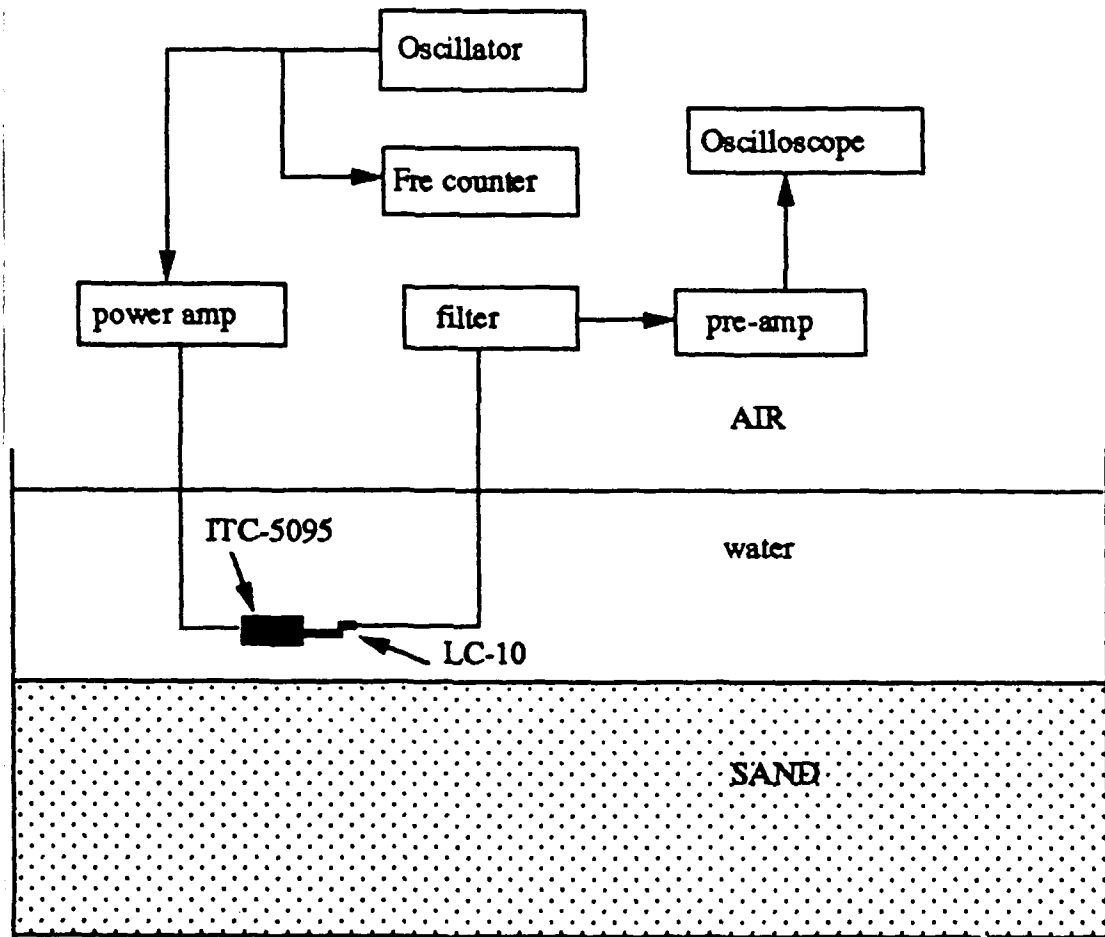 Oscillator
Oscilloscope
Fre counter
power amp
filter
pre-amp
AIR
ITC-5095
water
LC-10
SAND